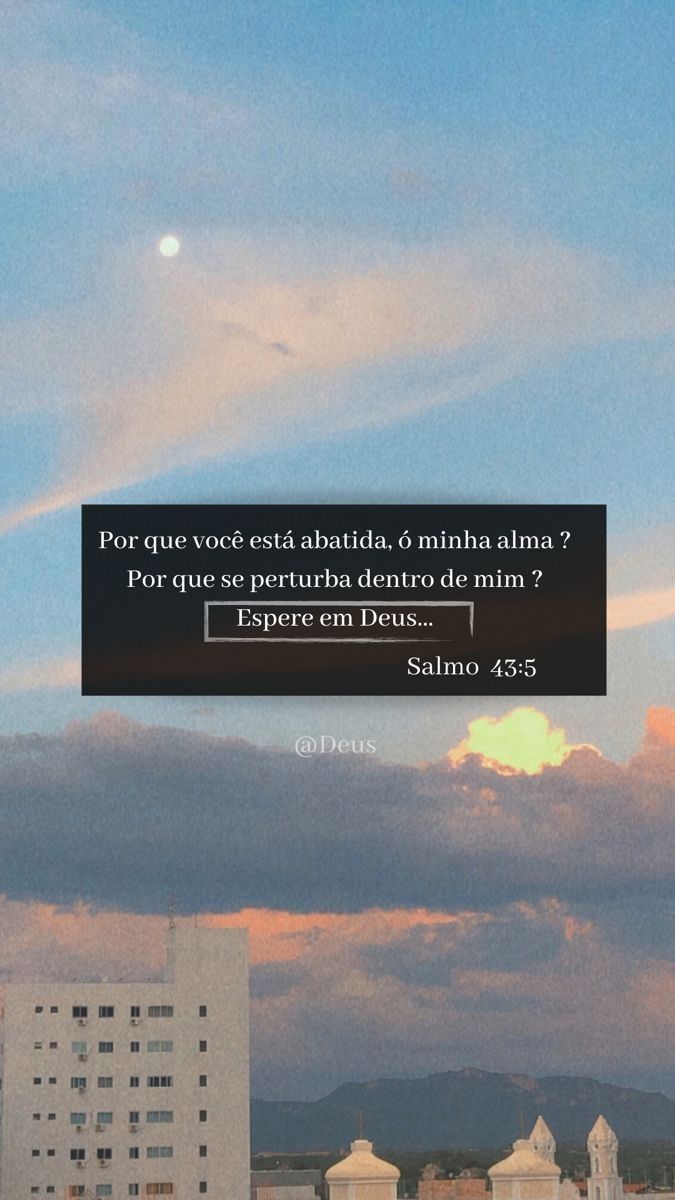 Por que você está abatida, ó minha alma ?
Por que se perturba dentro de mim ?
Espere em Deus...
Salmo 43:5
@Deus